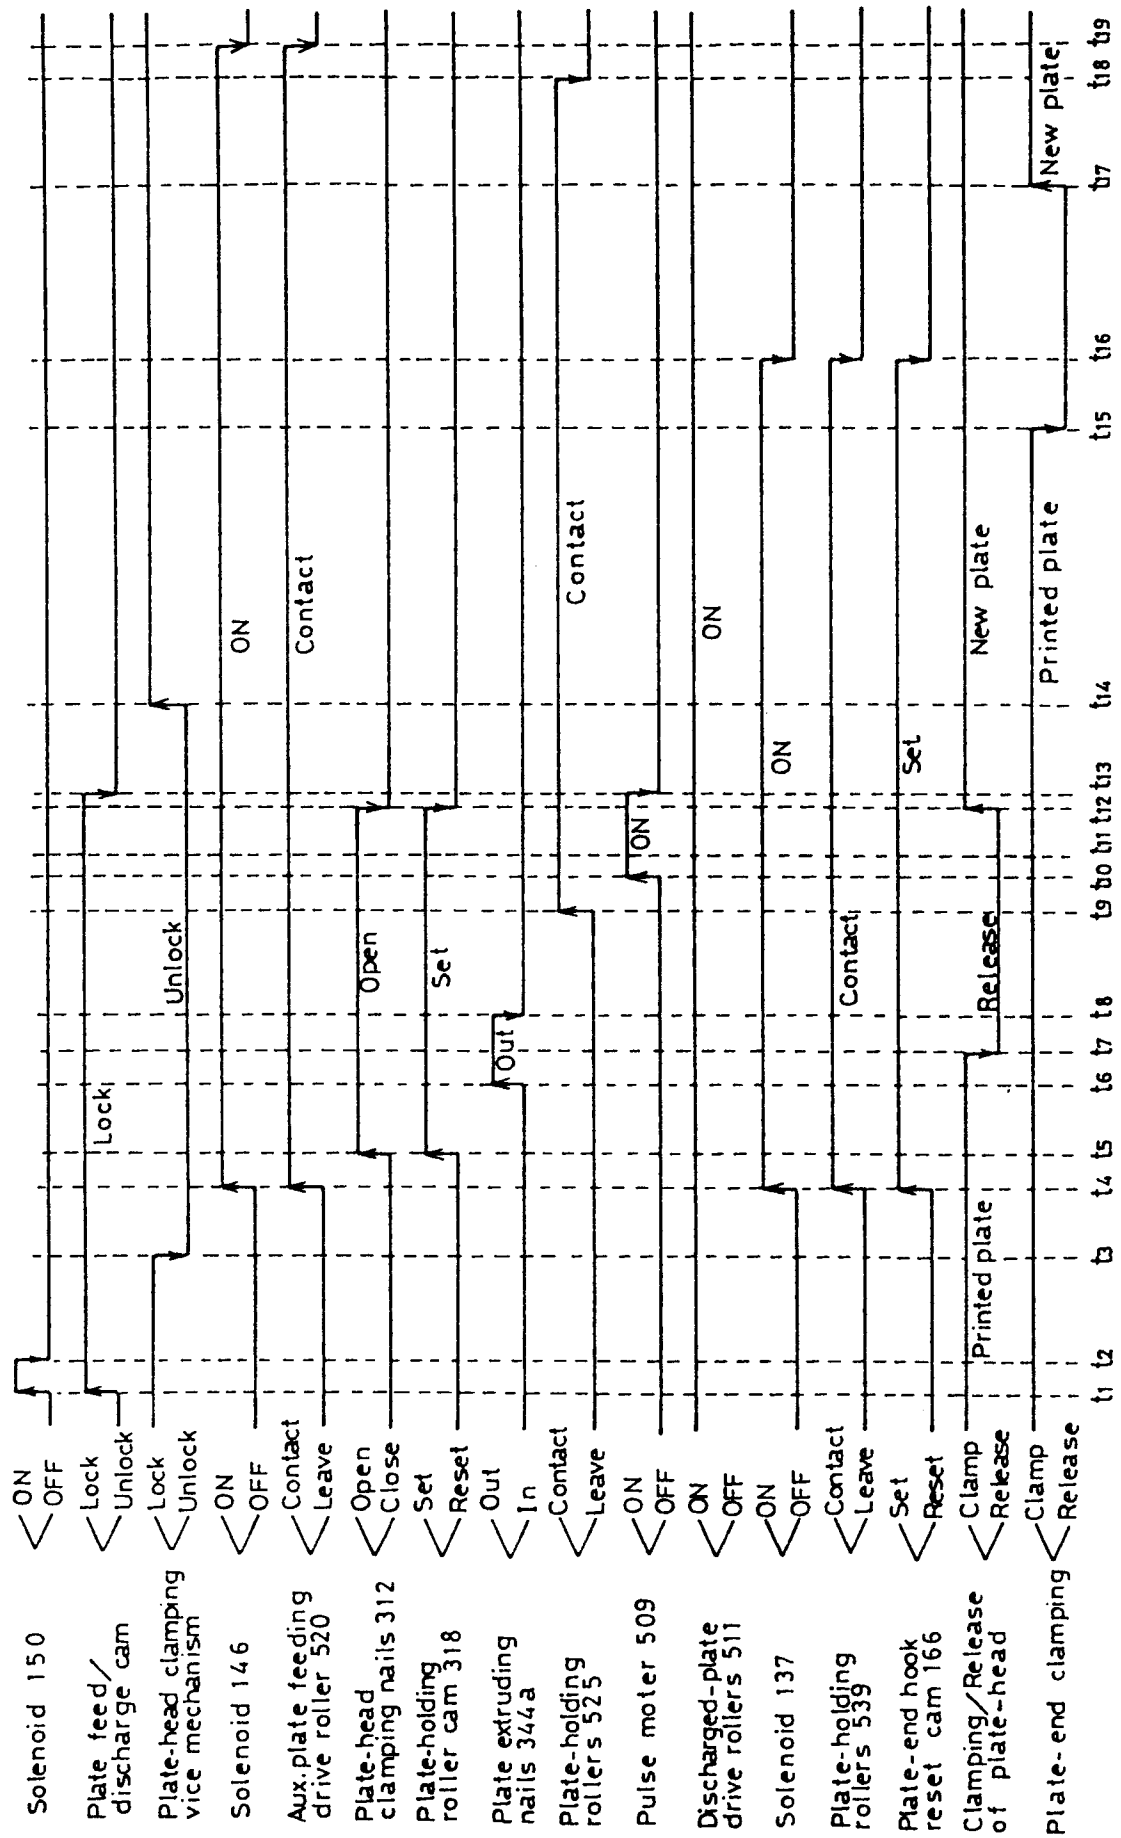 Solenoid 150
ON
OFF
Plate feed/
discharge cam
Lock
Unlock
Lock
Plate-head clamping
vice mechanism
Lock
Unlock
Unlock
Solenoid 146
ON
OFF
ON
Aux.plate feeding
drive roller 520
Contact
Leave
Contact
Plate-head
clamping nails 312
Open
Close
Open
Plate-holding
roller cam 318
Set
Reset
Set
Plate extruding
nails 344a
Out
In
Out
Plate-holding
rollers 525
Contact
Leave
Contact
Pulse moter 509
ON
OFF
ON
Discharged-plate
drive rollers 511
ON
OFF
ON
Solenoid 137
ON
OFF
ON
Plate-holding
rollers 539
Contact
Leave
Contact
Plate-end hook
reset cam 166
Set
Reset
Set
Clamping/Release
of plate-head
Clamp
Release
Printed plate
Release
New plate
Plate-end clamping
Clamp
Release
Printed plate
New plate
t1 t2 t3 t4 t5 t6 t7 t8 t9 t10 t11 t12 t13 t14 t15 t16 t17 t18 t19